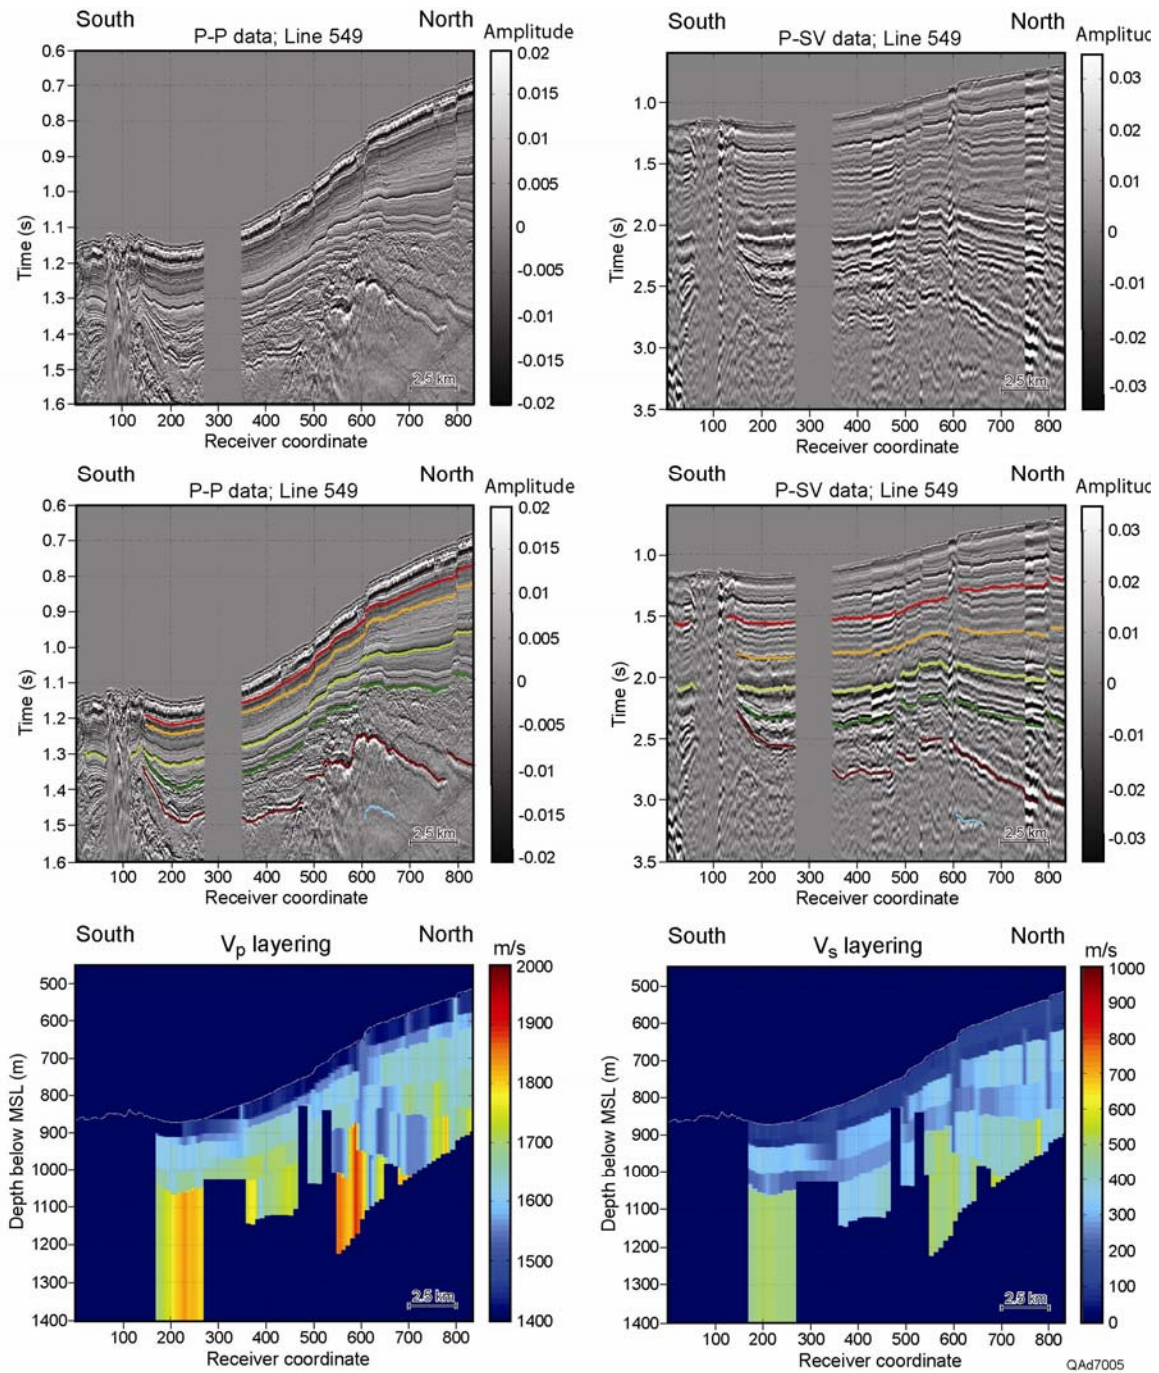 South North
P-P data; Line 549
Amplitude
0.6
0.7
0.8
0.9
1.0
1.1
1.2
1.3
1.4
1.5
1.6
Time (s)
0.02
0.015
0.01
0.005
0
-0.005
-0.01
-0.015
-0.02
2.5 km
100 200 300 400 500 600 700 800
Receiver coordinate
South North
P-SV data; Line 549
Amplitud
1.0
1.5
2.0
2.5
3.0
3.5
Time (s)
0.03
0.02
0.01
0
-0.01
-0.02
-0.03
2.5 km
100 200 300 400 500 600 700 800
Receiver coordinate
South North
P-P data; Line 549
Amplitude
0.6
0.7
0.8
0.9
1.0
1.1
1.2
1.3
1.4
1.5
1.6
Time (s)
0.02
0.015
0.01
0.005
0
-0.005
-0.01
-0.015
-0.02
2.5 km
100 200 300 400 500 600 700 800
Receiver coordinate
South North
P-SV data; Line 549
Amplitud
1.0
1.5
2.0
2.5
3.0
3.5
Time (s)
0.03
0.02
0.01
0
-0.01
-0.02
-0.03
2.5 km
100 200 300 400 500 600 700 800
Receiver coordinate
South North
Vp layering
m/s
500
600
700
800
900
1000
1100
1200
1300
1400
Depth below MSL (m)
2000
1900
1800
1700
1600
1500
1400
2.5 km
100 200 300 400 500 600 700 800
Receiver coordinate
South North
Vs layering
m/s
500
600
700
800
900
1000
1100
1200
1300
1400
Depth below MSL (m)
1000
900
800
700
600
500
400
300
200
100
0
2.5 km
100 200 300 400 500 600 700 800
Receiver coordinate
QAd7005